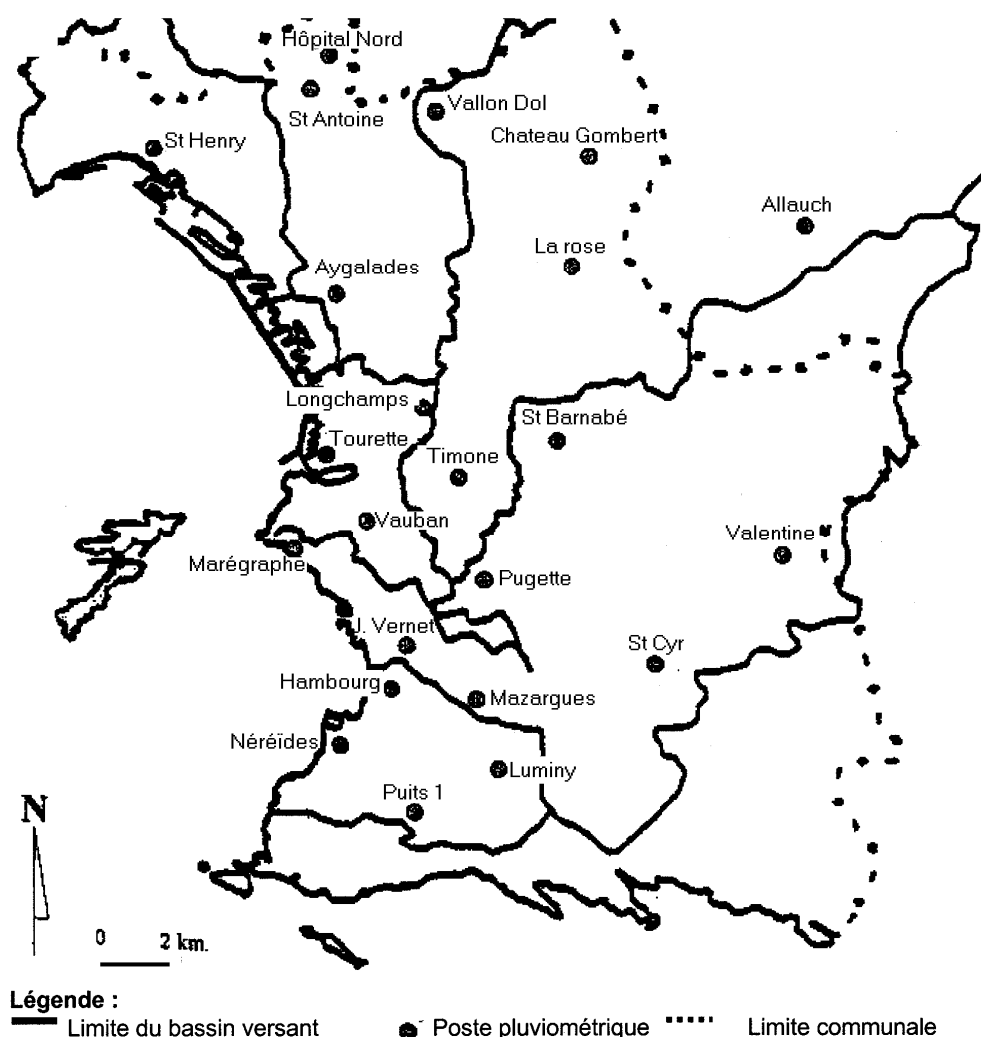 Hôpital Nord
St Antoine
Vallon Dol
St Henry
Chateau Gombert
Allauch
La rose
Aygalades
Longchamps
St Barnabé
Tourette
Timone
Vauban
Valentine
Marégraphe
Pugette
J. Vernet
St Cyr
Hambourg
Mazargues
Néréïdes
Luminy
Puits 1
N
0 2 km.
Légende :
Limite du bassin versant Poste pluviométrique Limite communale